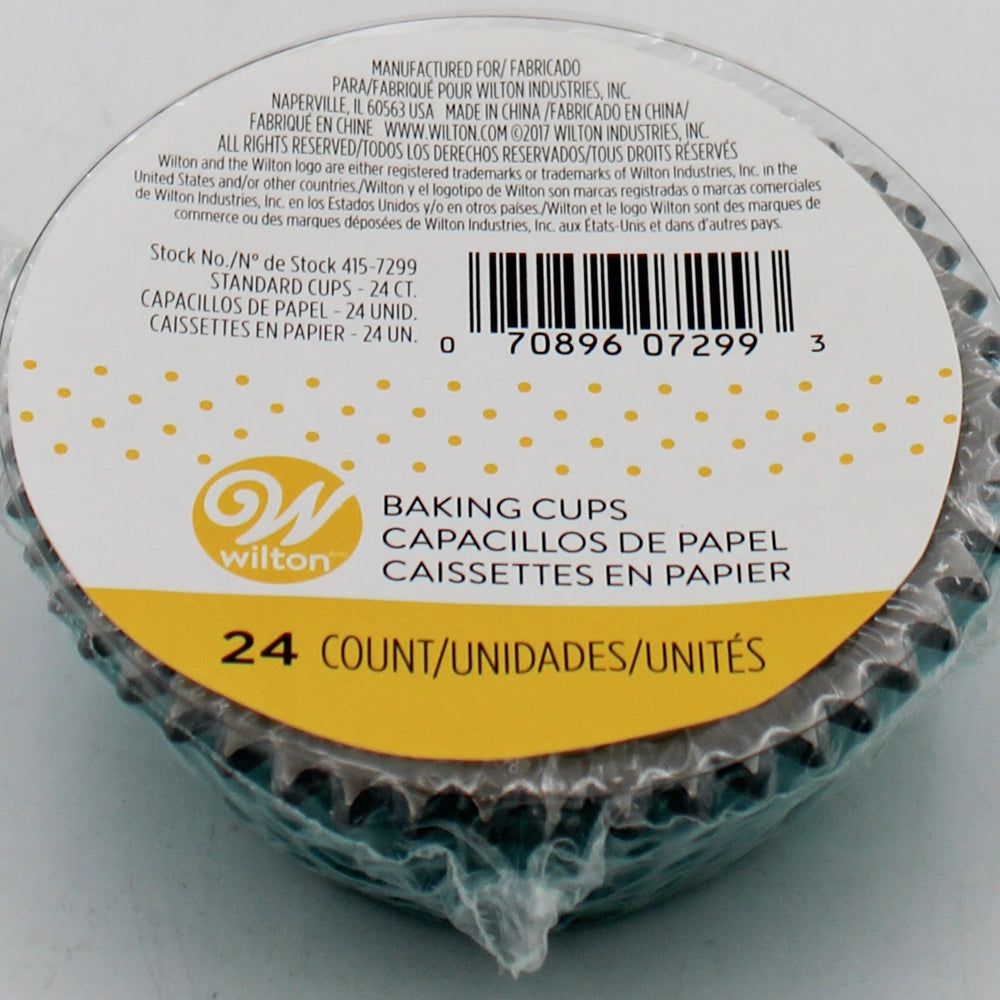 MANUFACTURED FOR/ FABRICADO
PARA/FABRIQUÉ POUR WILTON INDUSTRIES, INC.
NAPERVILLE, IL 60563 USA MADE IN CHINA /FABRICADO EN CHINA/
FABRIQUÉ EN CHINE WWW.WILTON.COM ©2017 WILTON INDUSTRIES, INC.
ALL RIGHTS RESERVED/TODOS LOS DERECHOS RESERVADOS/TOUS DROITS RÉSERVÉS
Wilton and the Wilton logo are either registered trademarks or trademarks of Wilton Industries, Inc. in the
United States and/or other countries./Wilton y el logotipo de Wilton son marcas registradas o marcas comerciales
de Wilton Industries, Inc. en los Estados Unidos y/o en otros países./Wilton et le logo Wilton sont des marques de
commerce ou des marques déposées de Wilton Industries, Inc. aux États-Unis et dans d'autres pays.
Stock No./N° de Stock 415-7299
STANDARD CUPS - 24 CT.
CAPACILLOS DE PAPEL - 24 UNID.
CAISSETTES EN PAPIER - 24 UN.
0 70896 07299 3
W
wilton
BAKING CUPS
CAPACILLOS DE PAPEL
CAISSETTES EN PAPIER
24 COUNT/UNIDADES/UNITÉS